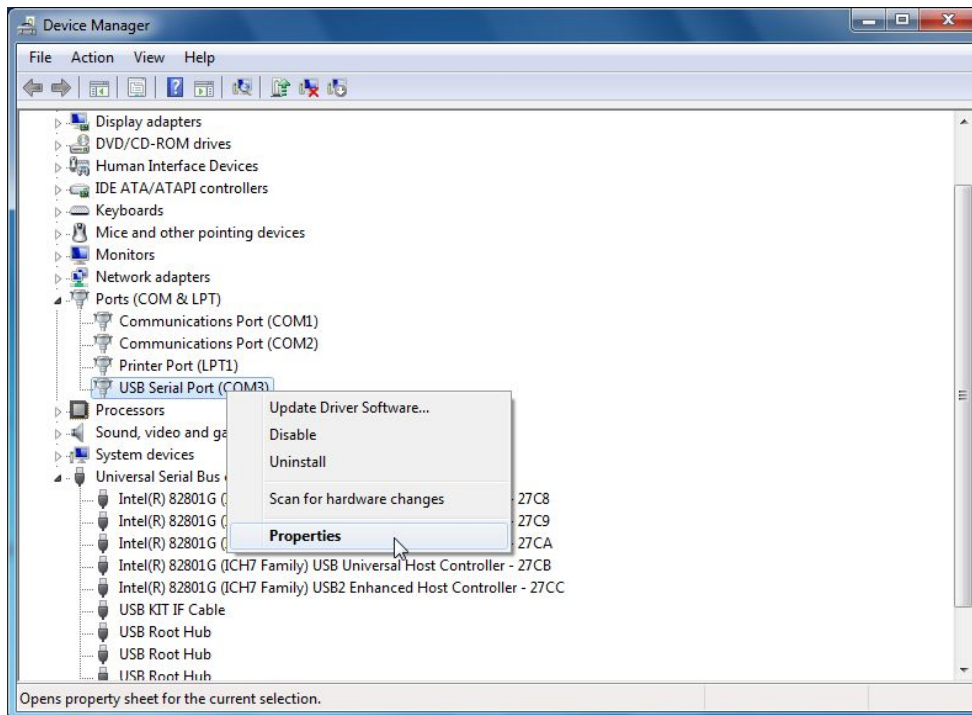 Device Manager
File Action View Help
Display adapters
DVD/CD-ROM drives
Human Interface Devices
IDE ATA/ATAPI controllers
Keyboards
Mice and other pointing devices
Monitors
Network adapters
Ports (COM & LPT)
Communications Port (COM1)
Communications Port (COM2)
Printer Port (LPT1)
USB Serial Port (COM3)
Update Driver Software...
Disable
Uninstall
Scan for hardware changes
Properties
Processors
Sound, video and
System devices
Universal Serial Bus
Intel(R) 82801G - 27C8
Intel(R) 82801G - 27C9
Intel(R) 82801G - 27CA
Intel(R) 82801G (ICH7 Family) USB Universal Host Controller - 27CB
Intel(R) 82801G (ICH7 Family) USB2 Enhanced Host Controller - 27CC
USB KIT IF Cable
USB Root Hub
USB Root Hub
USB Root Hub
Opens property sheet for the current selection.